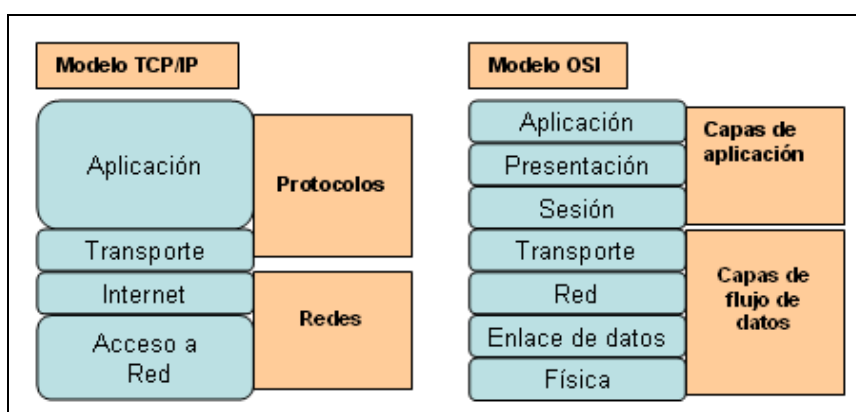 Modelo TCP/IP
Aplicación
Transporte
Internet
Acceso a
Red
Protocolos
Redes
Modelo OSI
Aplicación
Presentación
Sesión
Transporte
Red
Enlace de datos
Física
Capas de
aplicación
Capas de
flujo de
datos